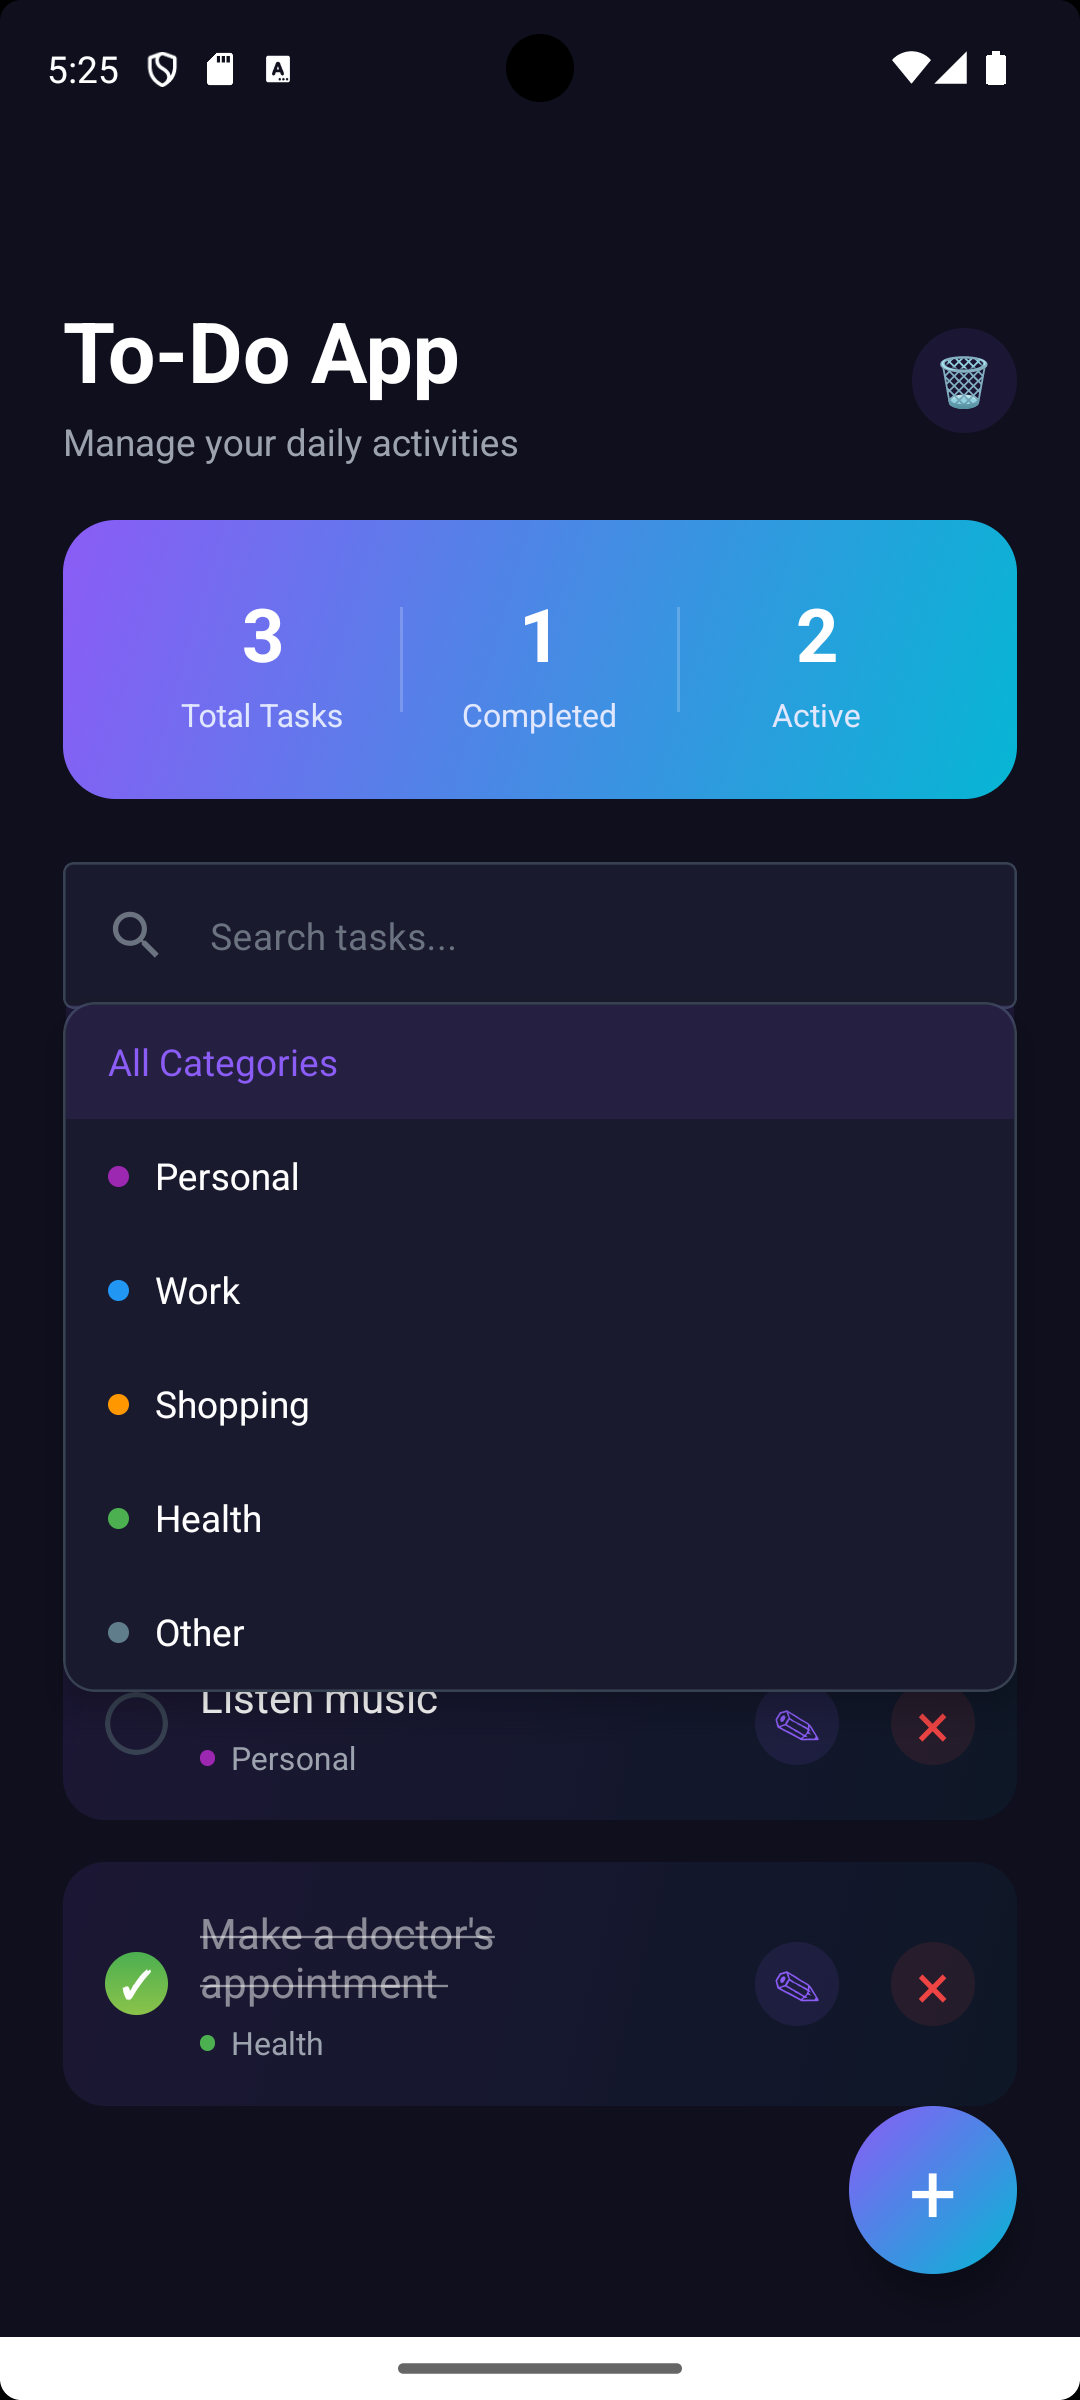 5:25
To-Do App
Manage your daily activities
3
1
2
Total Tasks
Completed
Active
Search tasks...
All Categories
Personal
Work
Shopping
Health
Other
Listen music
Personal
Make a doctor's
appointment
Health